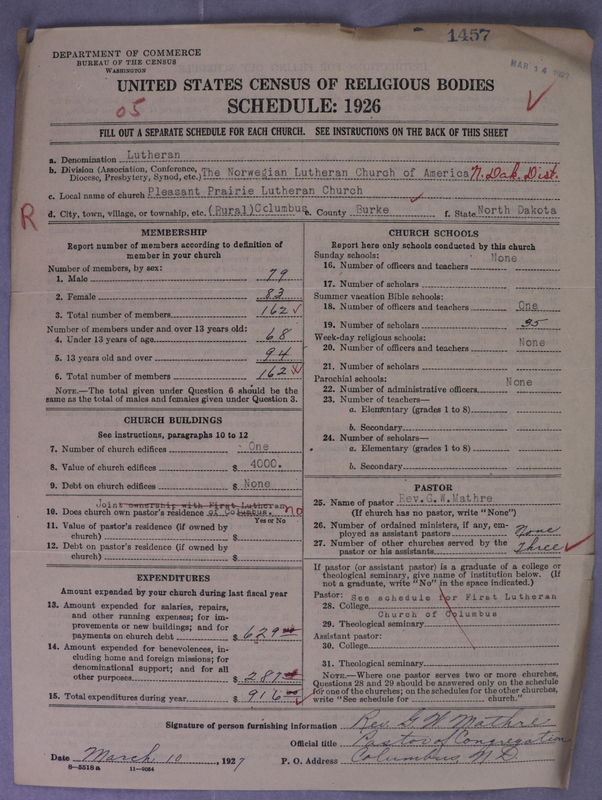 1457
MAR 14 1927
DEPARTMENT OF COMMERCE
BUREAU OF THE CENSUS
WASHINGTON
UNITED STATES CENSUS OF RELIGIOUS BODIES
SCHEDULE: 1926
05
FILL OUT A SEPARATE SCHEDULE FOR EACH CHURCH. SEE INSTRUCTIONS ON THE BACK OF THIS SHEET
a. Denomination Lutheran
b. Division (Association, Conference, Diocese, Presbytery, Synod, etc.) The Norwegian Lutheran Church of America N. Dak. Dist.
c. Local name of church Pleasant Prairie Lutheran Church
R
d. City, town, village, or township, etc. (Rural) Columbus e. County Burke f. State North Dakota
MEMBERSHIP
Report number of members according to definition of
member in your church
Number of members, by sex:
1. Male 79
2. Female 83
3. Total number of members 162
Number of members under and over 13 years old:
4. Under 13 years of age 68
5. 13 years old and over 94
6. Total number of members 162
NOTE.—The total given under Question 6 should be the
same as the total of males and females given under Question 3.
CHURCH BUILDINGS
See instructions, paragraphs 10 to 12
7. Number of church edifices One
8. Value of church edifices $ 4000.
9. Debt on church edifices $ None
Joint ownership with First Lutheran
10. Does church own pastor's residence of Columbus. no
Yes or No
11. Value of pastor's residence (if owned by
church) $
12. Debt on pastor's residence (if owned by
church) $
EXPENDITURES
Amount expended by your church during last fiscal year
13. Amount expended for salaries, repairs,
and other running expenses; for im-
provements or new buildings; and for
payments on church debt $ 629 00
14. Amount expended for benevolences, in-
cluding home and foreign missions; for
denominational support; and for all
other purposes $ 287
15. Total expenditures during year $ 916 00
CHURCH SCHOOLS
Report here only schools conducted by this church
Sunday schools: None
16. Number of officers and teachers
17. Number of scholars
Summer vacation Bible schools:
18. Number of officers and teachers One
19. Number of scholars 35
Week-day religious schools: None
20. Number of officers and teachers
21. Number of scholars
Parochial schools: None
22. Number of administrative officers
23. Number of teachers—
a. Elementary (grades 1 to 8)
b. Secondary
24. Number of scholars—
a. Elementary (grades 1 to 8)
b. Secondary
PASTOR
25. Name of pastor Rev. G. W. Mathre
(If church has no pastor, write "None")
26. Number of ordained ministers, if any, em-
ployed as assistant pastors None
27. Number of other churches served by the
pastor or his assistants Three
If pastor (or assistant pastor) is a graduate of a college or
theological seminary, give name of institution below. (If
not a graduate, write "No" in the space indicated.)
Pastor: See schedule for First Lutheran
28. College
Church of Columbus
29. Theological seminary
Assistant pastor:
30. College
31. Theological seminary
NOTE.—Where one pastor serves two or more churches,
Questions 28 and 29 should be answered only on the schedule
for one of the churches; on the schedules for the other churches,
write "See schedule for church."
Signature of person furnishing information Rev. G. W. Mathre
Official title Pastor of Congregation
Date March 10, 1927 P. O. Address Columbus, N D
8-5518 a 11-9054